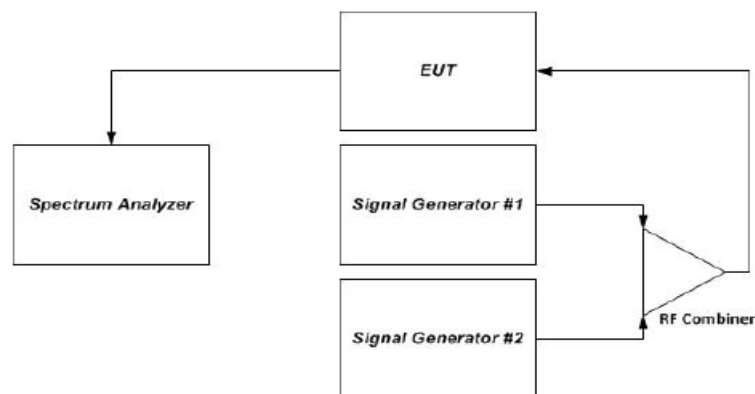 EUT
Spectrum Analyzer
Signal Generator #1
Signal Generator #2
RF Combiner